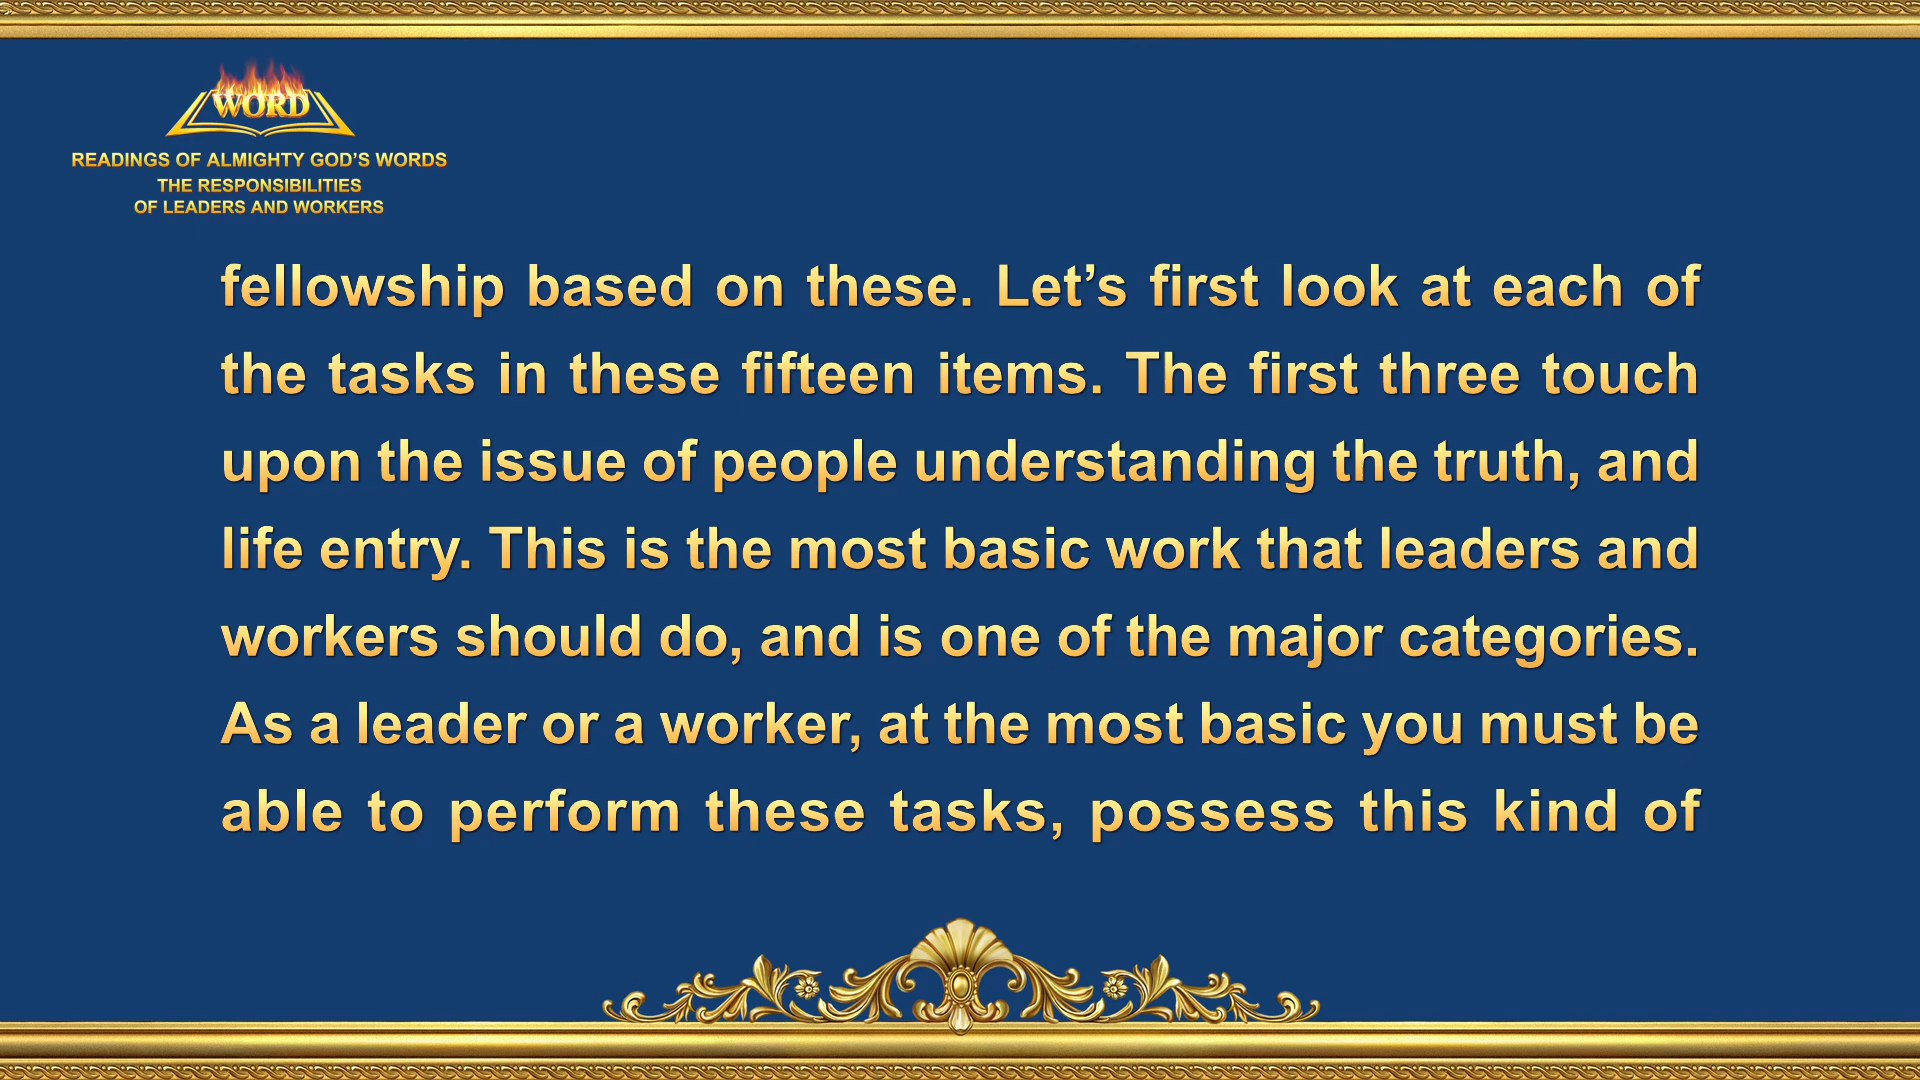 WORD
READINGS OF ALMIGHTY GOD’S WORDS
THE RESPONSIBILITIES
OF LEADERS AND WORKERS
fellowship based on these. Let’s first look at each of
the tasks in these fifteen items. The first three touch
upon the issue of people understanding the truth, and
life entry. This is the most basic work that leaders and
workers should do, and is one of the major categories.
As a leader or a worker, at the most basic you must be
able to perform these tasks, possess this kind of